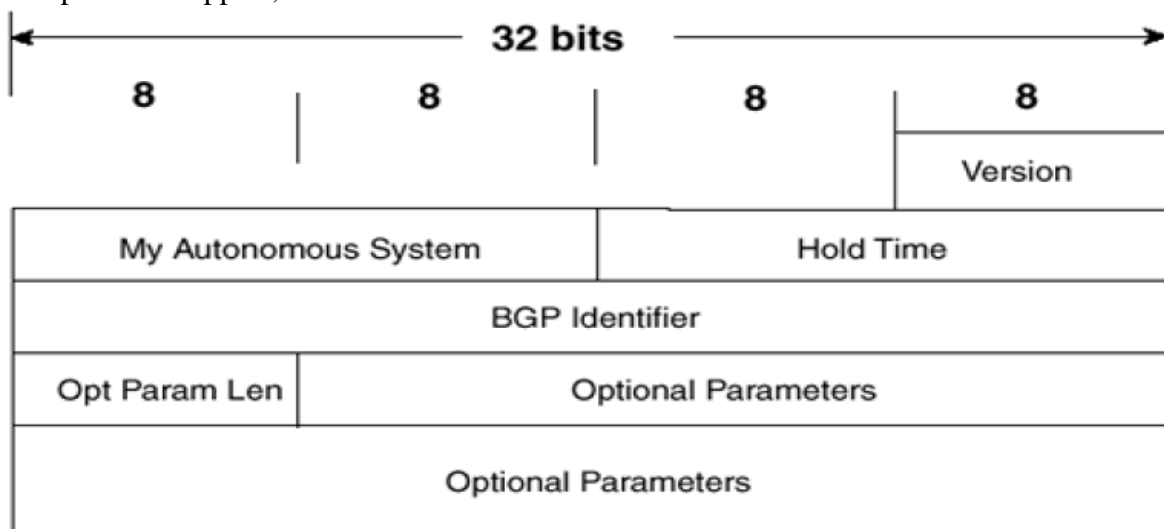 32 bits
8 8 8 8
Version
My Autonomous System Hold Time
BGP Identifier
Opt Param Len Optional Parameters
Optional Parameters